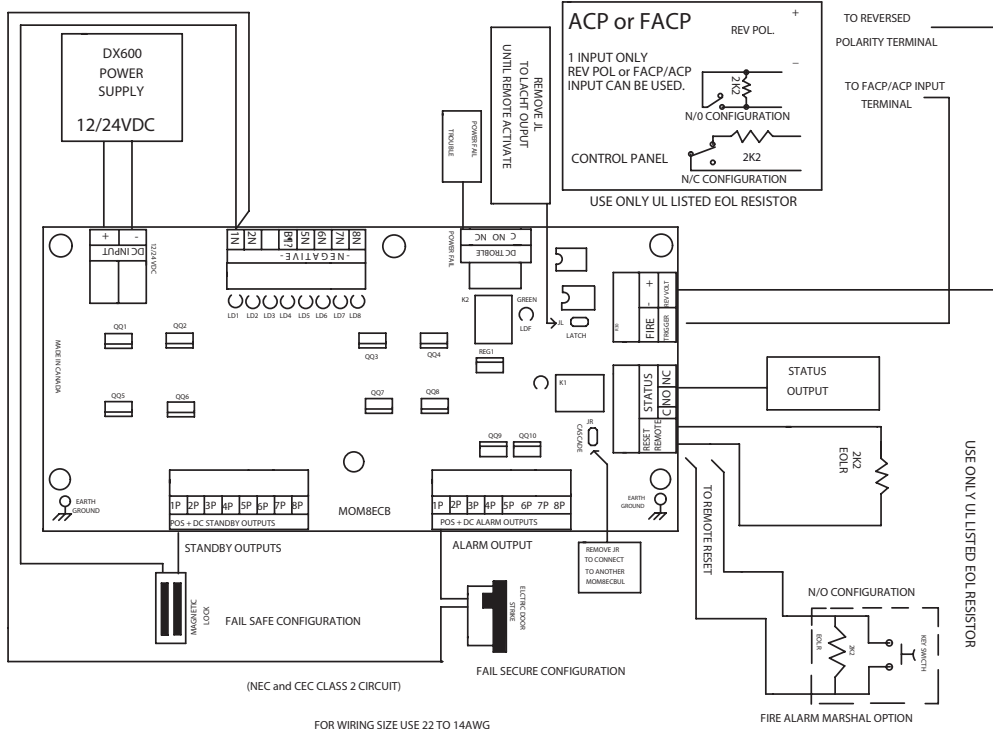 DX600
POWER
SUPPLY
12/24VDC
POWER FAIL
TROUBLE
REMOVE JL
TO LACHT OUPUT
UNTIL REMOTE ACTIVATE
ACP or FACP
REV POL.
+
–
1 INPUT ONLY
REV POL or FACP/ACP
INPUT CAN BE USED.
2K2
N/0 CONFIGURATION
CONTROL PANEL
2K2
N/C CONFIGURATION
USE ONLY UL LISTED EOL RESISTOR
TO REVERSED
POLARITY TERMINAL
TO FACP/ACP INPUT
TERMINAL
+ -
DC INPUT
12/24 VDC
1N 2N 5N 6N 7N 8N
-NEGATIVE-
LD1 LD2 LD3 LD4 LD5 LD6 LD7 LD8
POWER FAIL
C NO NC
DC TROBLE
K2
GREEN
LDF
JL
LATCH
+ -
REV VOLT
FIRE
TRIGGER
MADE IN CANADA
QQ1
QQ2
QQ3
QQ4
REG1
QQ5
QQ6
QQ7
QQ8
K1
JR
CASCADE
QQ9
QQ10
STATUS
C NO NC
RESET
REMOTE
STATUS
OUTPUT
2K2
EOLR
USE ONLY UL LISTED EOL RESISTOR
EARTH
GROUND
1P 2P 3P 4P 5P 6P 7P 8P
POS + DC STANDBY OUTPUTS
MOM8ECB
1P 2P 3P 4P 5P 6P 7P 8P
POS + DC ALARM OUTPUTS
EARTH
GROUND
TO REMOTE RESET
STANDBY OUTPUTS
ALARM OUTPUT
REMOVE JR
TO CONNECT
TO ANOTHER
MOM8ECBUL
MAGNETIC
LOCK
FAIL SAFE CONFIGURATION
ELCTRIC DOOR
STRIKE
FAIL SECURE CONFIGURATION
N/O CONFIGURATION
EOLR
2K2
KEY SWICTH
FIRE ALARM MARSHAL OPTION
(NEC and CEC CLASS 2 CIRCUIT)
FOR WIRING SIZE USE 22 TO 14AWG